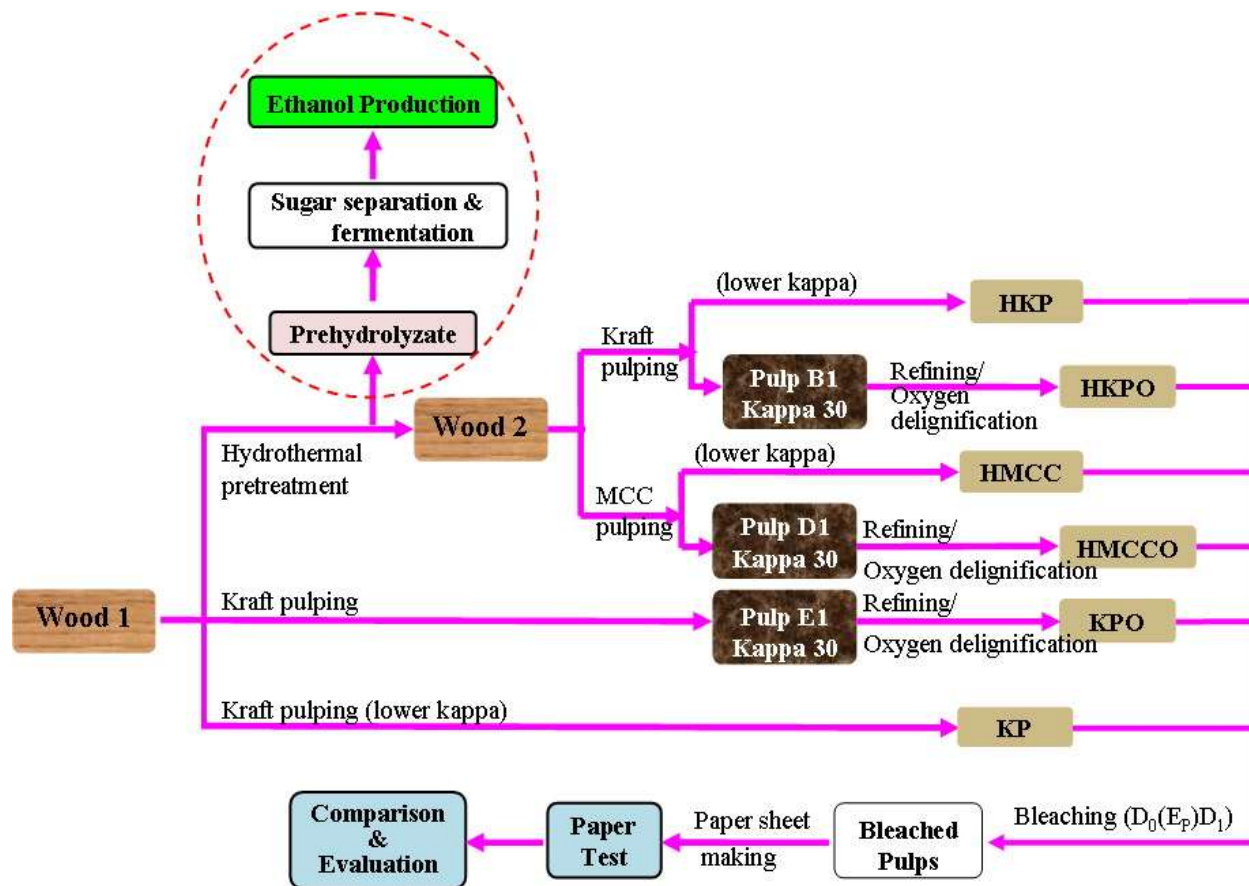 Ethanol Production
Sugar separation &
fermentation
Prehydrolyzate
(lower kappa)
HKP
Kraft
pulping
Pulp B1
Kappa 30
Refining/
Oxygen
delignification
HKPO
Wood 2
Hydrothermal
pretreatment
(lower kappa)
HMCC
MCC
pulping
Pulp D1
Kappa 30
Refining/
Oxygen delignification
HMCCO
Wood 1
Kraft pulping
Pulp E1
Kappa 30
Refining/
Oxygen delignification
KPO
Kraft pulping (lower kappa)
KP
Comparison
&
Evaluation
Paper
Test
Paper sheet
making
Bleached
Pulps
Bleaching (D₀(E_P)D₁)